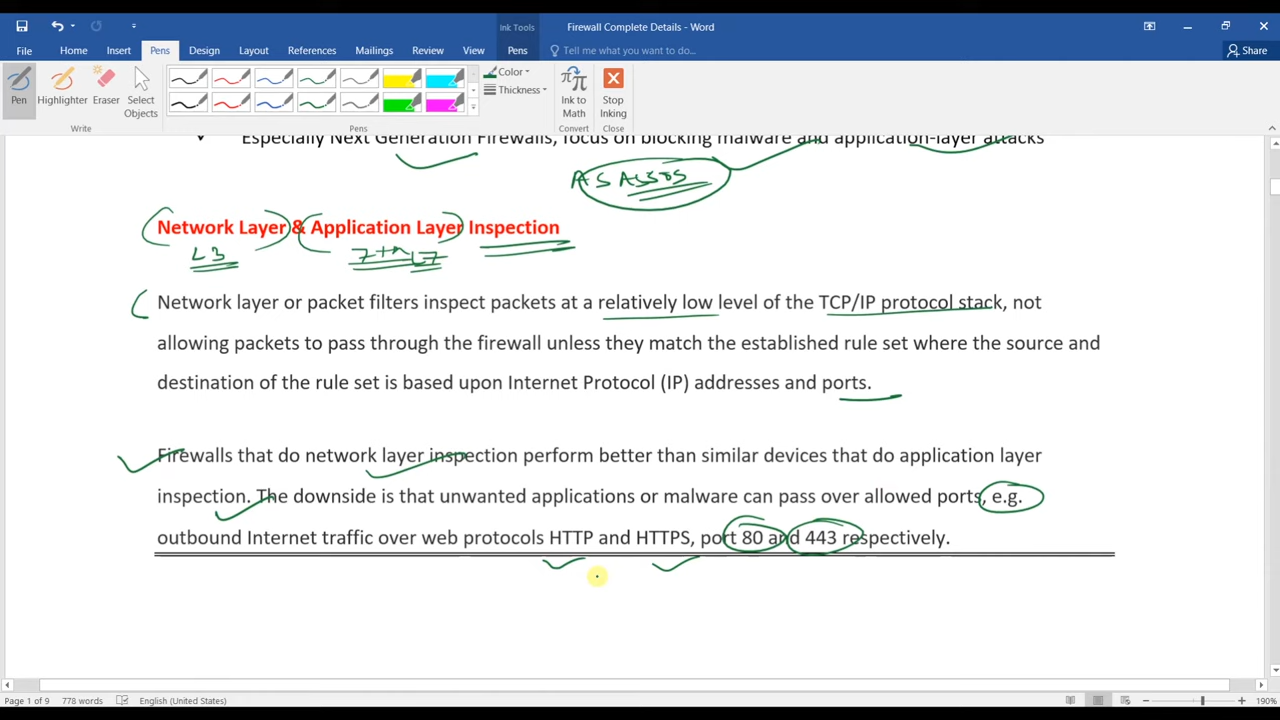 Firewall Complete Details - Word
Ink Tools
File Home Insert Pens Design Layout References Mailings Review View Pens Tell me what you want to do... Share
Pen Highlighter Eraser Select Objects
Color
Thickness
Ink to Math
Stop Inking
Write Pens Convert Close
✓ Especially Next Generation Firewalls, focus on blocking malware and application-layer attacks
AS ASSETS
Network Layer & Application Layer Inspection
L3 7th L7
Network layer or packet filters inspect packets at a relatively low level of the TCP/IP protocol stack, not
allowing packets to pass through the firewall unless they match the established rule set where the source and
destination of the rule set is based upon Internet Protocol (IP) addresses and ports.
Firewalls that do network layer inspection perform better than similar devices that do application layer
inspection. The downside is that unwanted applications or malware can pass over allowed ports, e.g.
outbound Internet traffic over web protocols HTTP and HTTPS, port 80 and 443 respectively.
Page 1 of 9 778 words English (United States) 190%